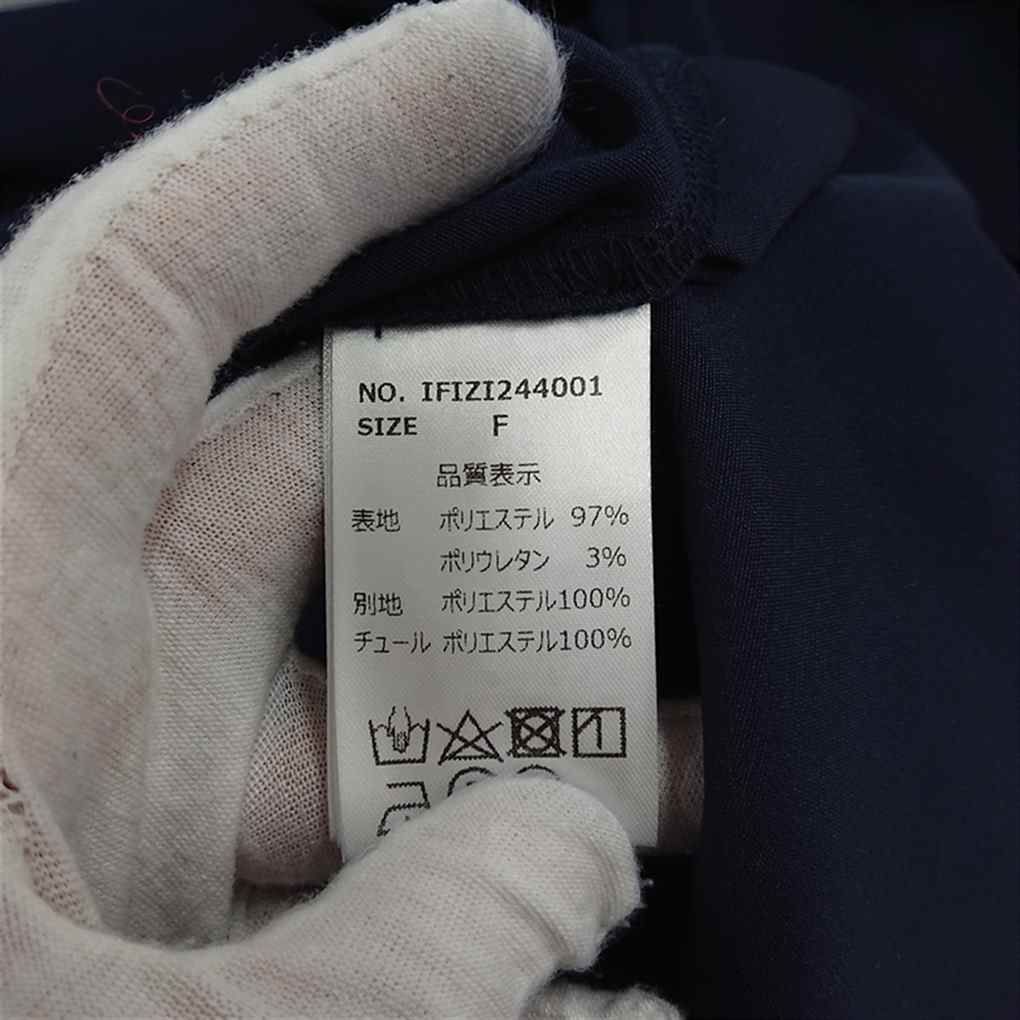 NO. IFIZI244001
SIZE F
品質表示
表地 ポリエステル 97%
ポリウレタン 3%
別地 ポリエステル100%
チュール ポリエステル100%